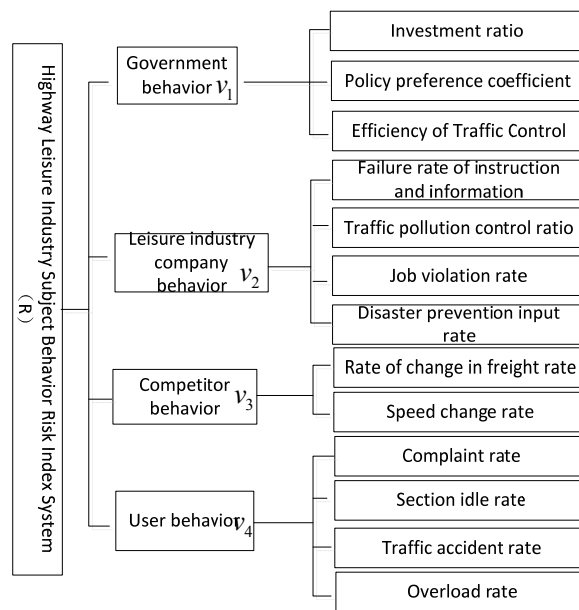 Highway Leisure Industry Subject Behavior Risk Index System
(R)
Government
behavior v1
Investment ratio
Policy preference coefficient
Efficiency of Traffic Control
Leisure industry
company
behavior v2
Failure rate of instruction
and information
Traffic pollution control ratio
Job violation rate
Disaster prevention input
rate
Competitor
behavior v3
Rate of change in freight rate
Speed change rate
User behavior v4
Complaint rate
Section idle rate
Traffic accident rate
Overload rate